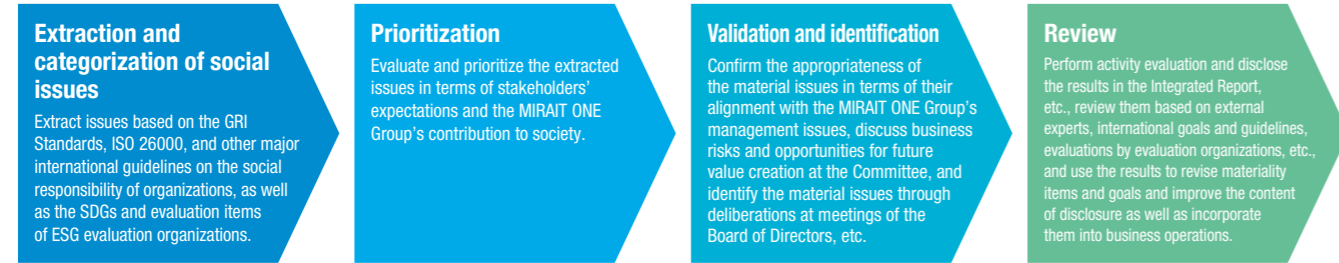 Extraction and
categorization of social
issues
Extract issues based on the GRI
Standards, ISO 26000, and other major
international guidelines on the social
responsibility of organizations, as well
as the SDGs and evaluation items
of ESG evaluation organizations.
Prioritization
Evaluate and prioritize the extracted
issues in terms of stakeholders'
expectations and the MIRAIT ONE
Group's contribution to society.
Validation and identification
Confirm the appropriateness of
the material issues in terms of their
alignment with the MIRAIT ONE Group's
management issues, discuss business
risks and opportunities for future
value creation at the Committee, and
identify the material issues through
deliberations at meetings of the
Board of Directors, etc.
Review
Perform activity evaluation and disclose
the results in the Integrated Report,
etc., review them based on external
experts, international goals and guidelines,
evaluations by evaluation organizations, etc.,
and use the results to revise materiality
items and goals and improve the content
of disclosure as well as incorporate
them into business operations.